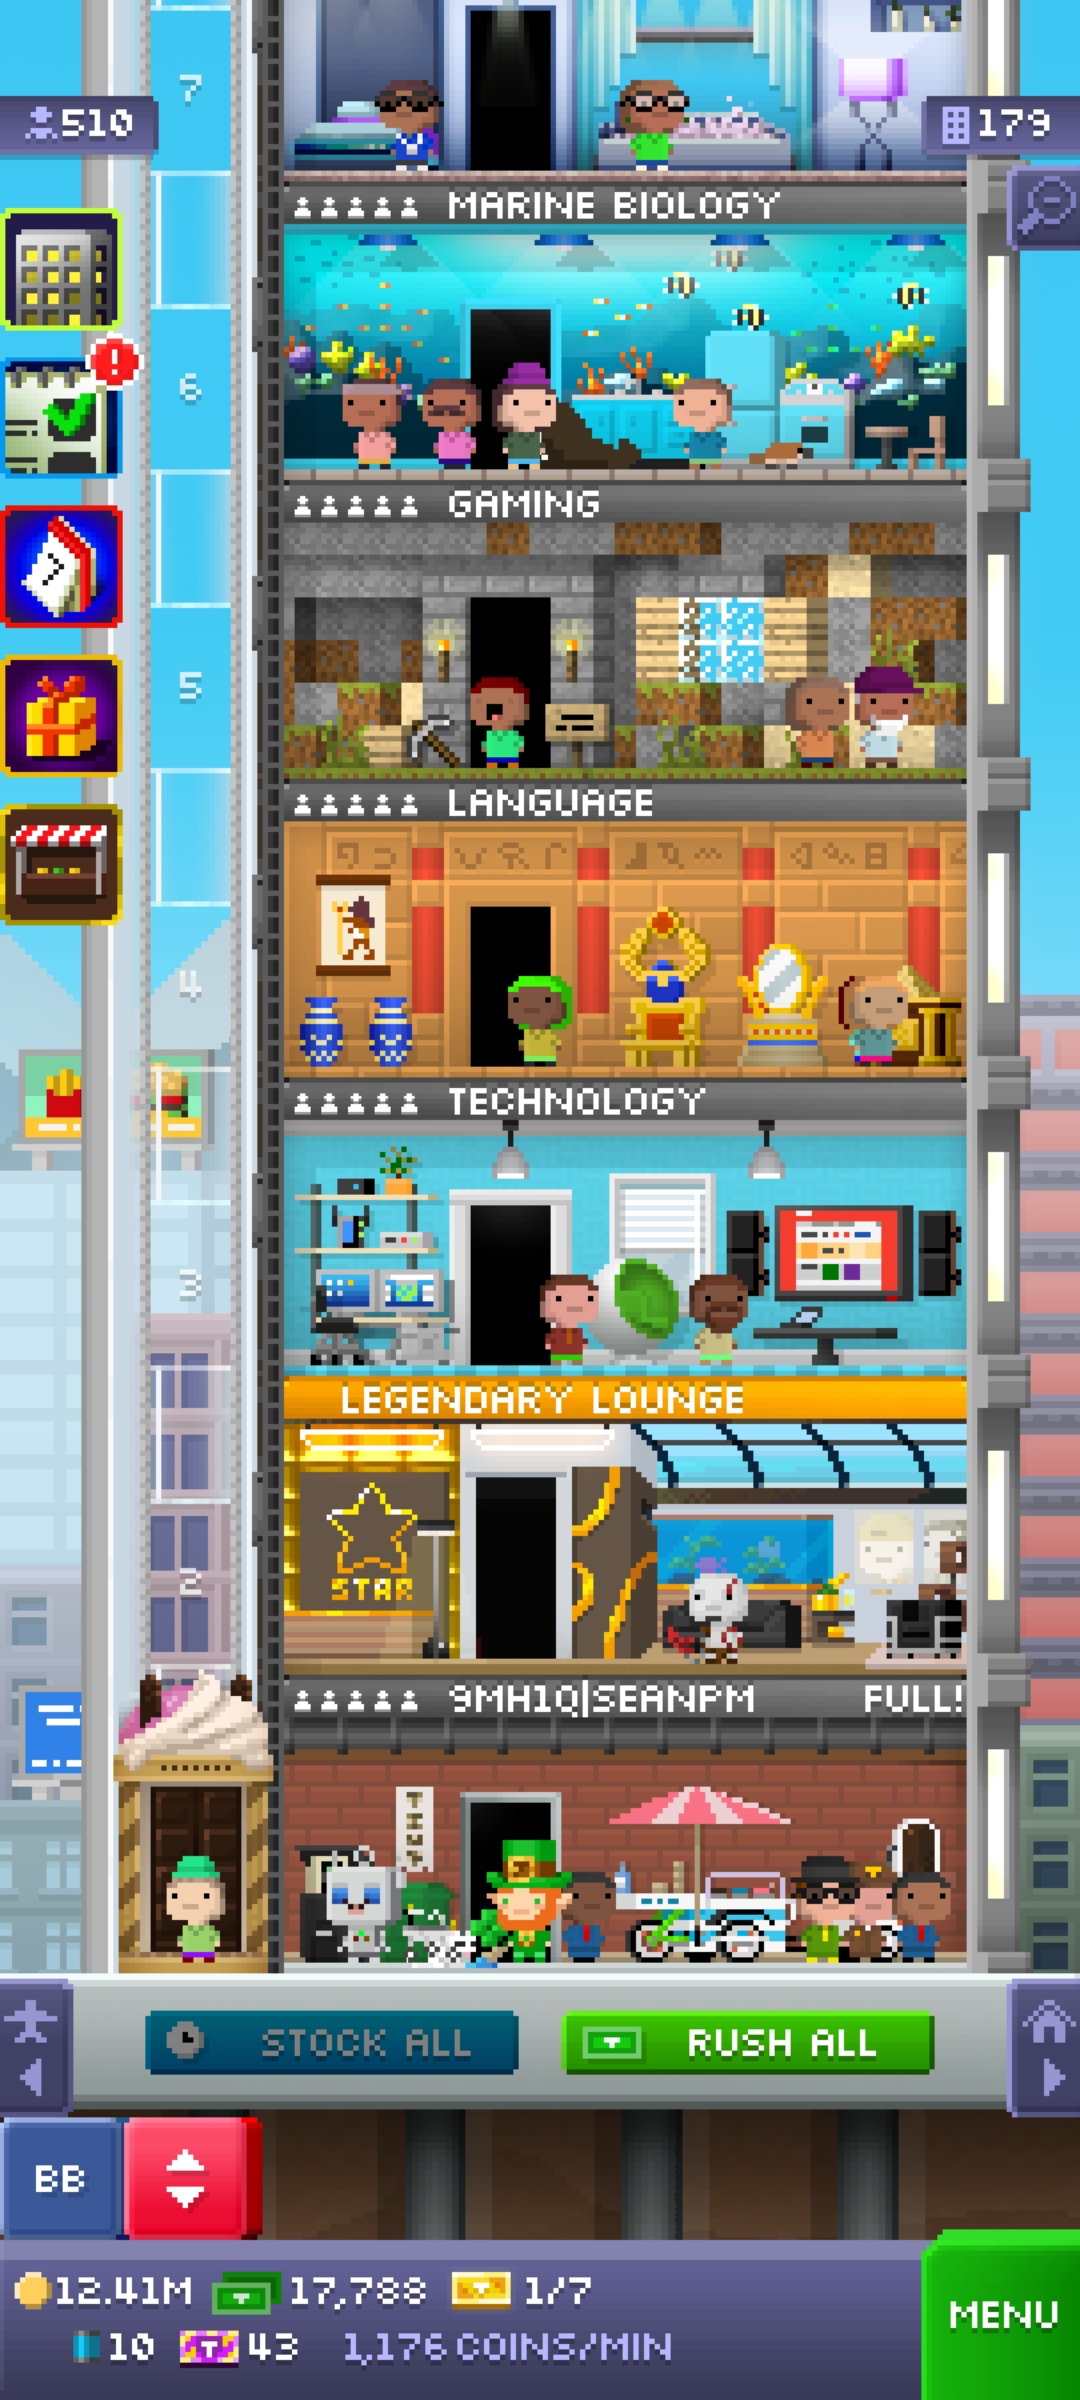 7
510
179
MARINE BIOLOGY
6
GAMING
5
LANGUAGE
4
TECHNOLOGY
3
LEGENDARY LOUNGE
STAR
2
9MH1Q|SEANPM FULL!
STOCK ALL
RUSH ALL
BB
12.41M 17,788 1/7
10 43 1,176 COINS/MIN
MENU